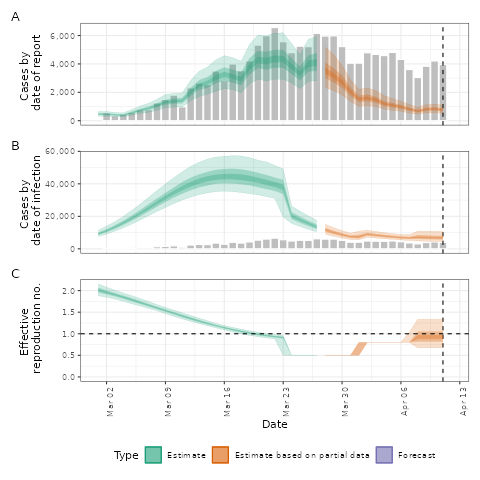 A
Cases by
date of report
6,000
4,000
2,000
0
B
Cases by
date of infection
60,000
40,000
20,000
0
C
Effective
reproduction no.
2.0
1.5
1.0
0.5
0.0
Mar 02
Mar 09
Mar 16
Mar 23
Mar 30
Apr 06
Apr 13
Date
Type
Estimate
Estimate based on partial data
Forecast